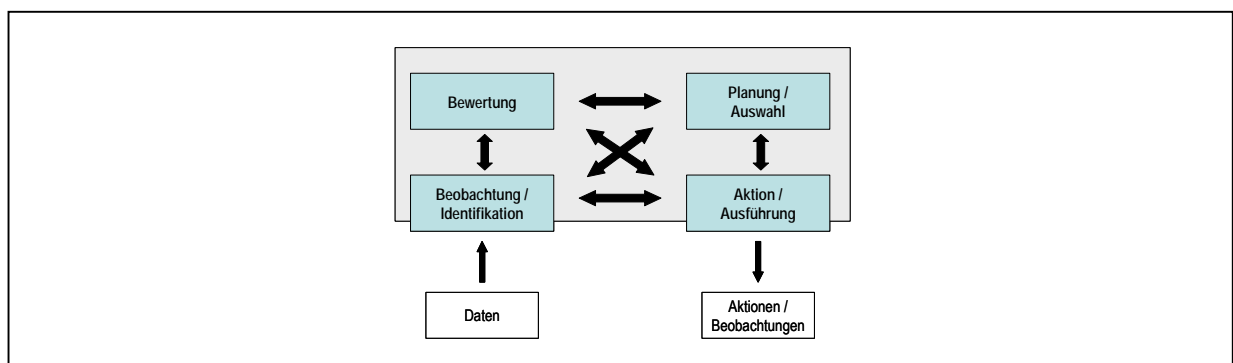 Bewertung
Planung /
Auswahl
Beobachtung /
Identifikation
Aktion /
Ausführung
Daten
Aktionen /
Beobachtungen